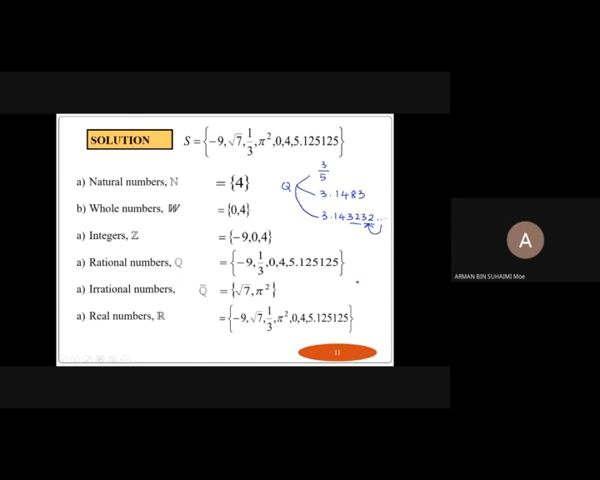 SOLUTION S = {−9, √7, 1/3, π², 0, 4, 5.125125}
a) Natural numbers, ℕ = {4}
b) Whole numbers, W = {0,4}
a) Integers, ℤ = {−9,0,4}
a) Rational numbers, ℚ = {−9, 1/3, 0, 4, 5.125125}
a) Irrational numbers, ℚ̄ = {√7, π²}
a) Real numbers, ℝ = {−9, √7, 1/3, π², 0, 4, 5.125125}
Q
3/5
3.1483
3.143232...
11
A
ARMAN BIN SUHAIMI Moe